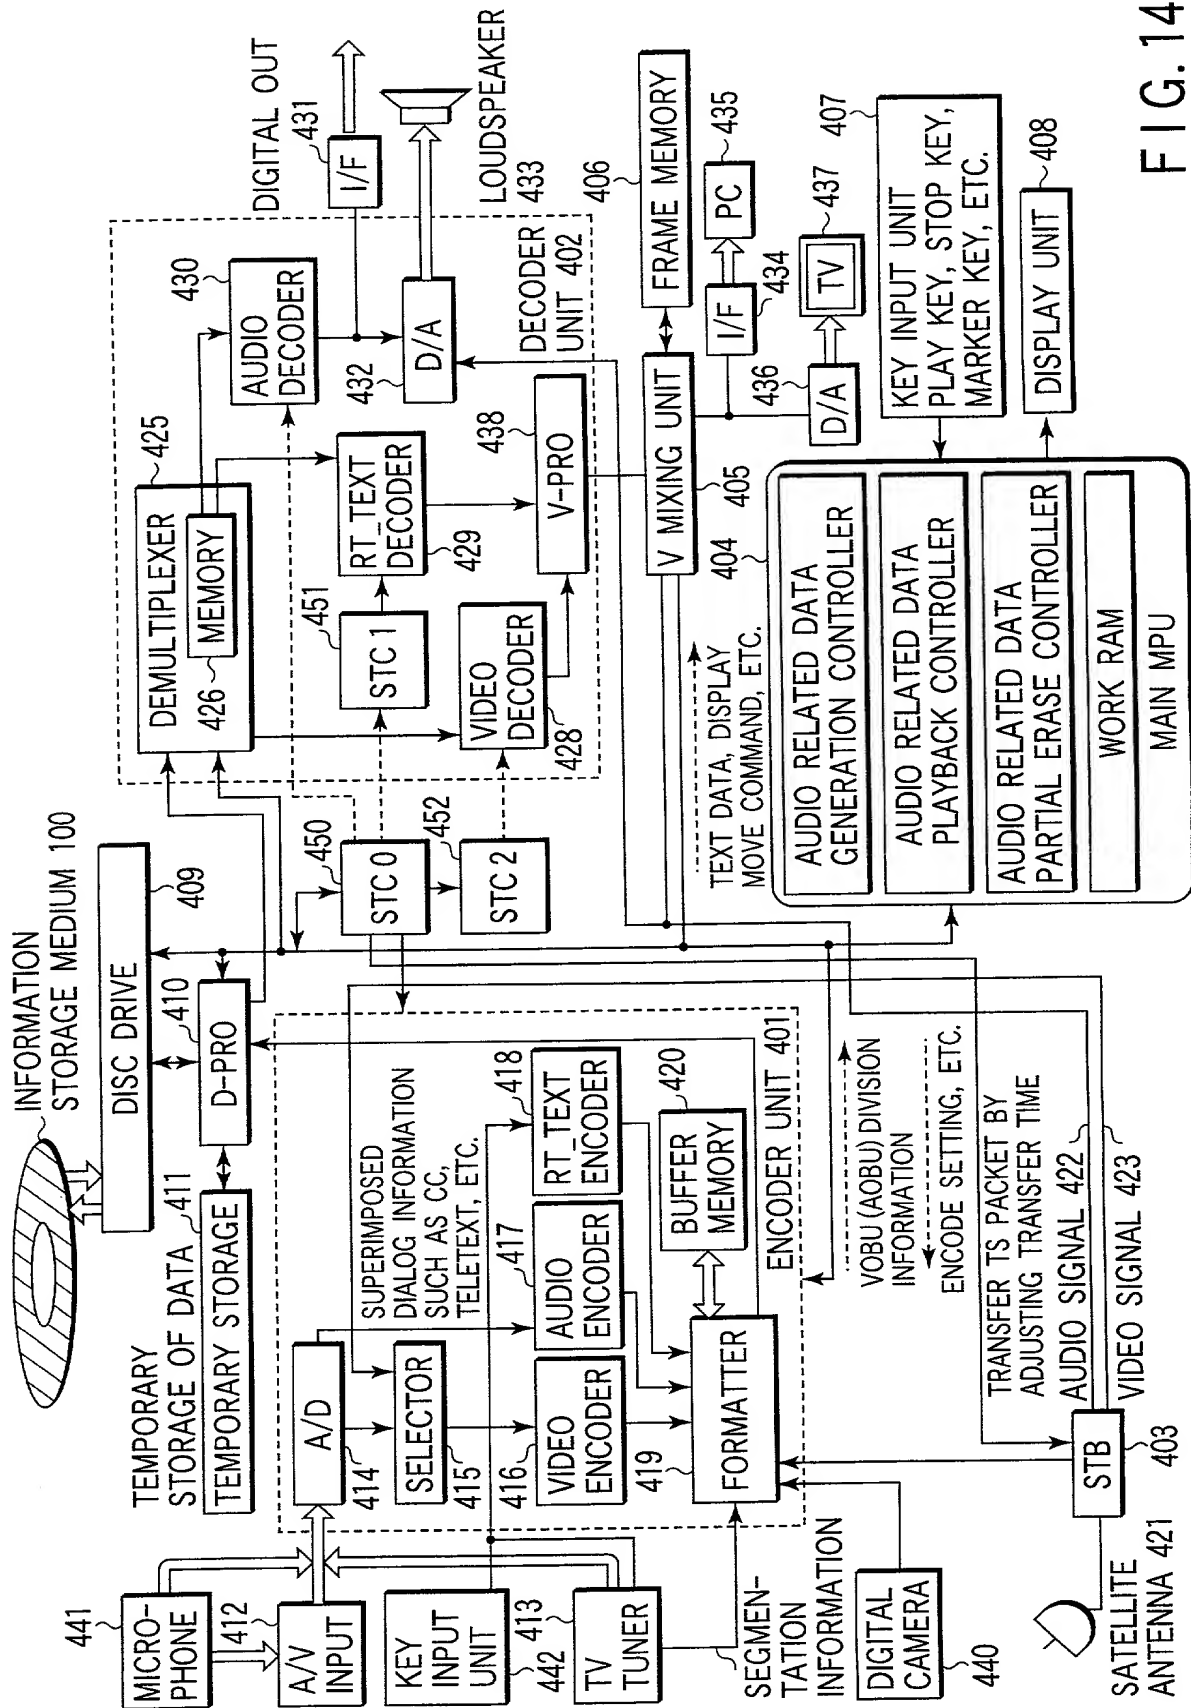 INFORMATION
STORAGE MEDIUM 100
DISC DRIVE
409
TEMPORARY
STORAGE OF DATA
TEMPORARY STORAGE
411
D-PRO
410
441
MICRO-
PHONE
412
A/V
INPUT
KEY
INPUT
UNIT
442
413
TV
TUNER
SEGMEN-
TATION
INFORMATION
DIGITAL
CAMERA
440
SATELLITE
ANTENNA 421
STB
403
A/D
414
SELECTOR
415
SUPERIMPOSED
DIALOG INFORMATION
SUCH AS CC,
TELETEXT, ETC.
416
VIDEO
ENCODER
417
AUDIO
ENCODER
418
RT_TEXT
ENCODER
419
FORMATTER
420
BUFFER
MEMORY
ENCODER UNIT 401
VOBU (AOBU) DIVISION
INFORMATION
ENCODE SETTING, ETC.
TRANSFER TS PACKET BY
ADJUSTING TRANSFER TIME
AUDIO SIGNAL 422
VIDEO SIGNAL 423
450
STC 0
452
STC 2
425
DEMULTIPLEXER
MEMORY
426
430
AUDIO
DECODER
451
STC 1
RT_TEXT
DECODER
429
VIDEO
DECODER
428
432
D/A
438
V-PRO
DECODER
UNIT 402
DIGITAL OUT
431
I/F
LOUDSPEAKER
433
406
FRAME MEMORY
V MIXING UNIT
405
435
PC
I/F
434
437
TV
436
D/A
TEXT DATA, DISPLAY
MOVE COMMAND, ETC.
404
AUDIO RELATED DATA
GENERATION CONTROLLER
AUDIO RELATED DATA
PLAYBACK CONTROLLER
AUDIO RELATED DATA
PARTIAL ERASE CONTROLLER
WORK RAM
MAIN MPU
407
KEY INPUT UNIT
PLAY KEY, STOP KEY,
MARKER KEY, ETC.
DISPLAY UNIT
408
FIG. 14